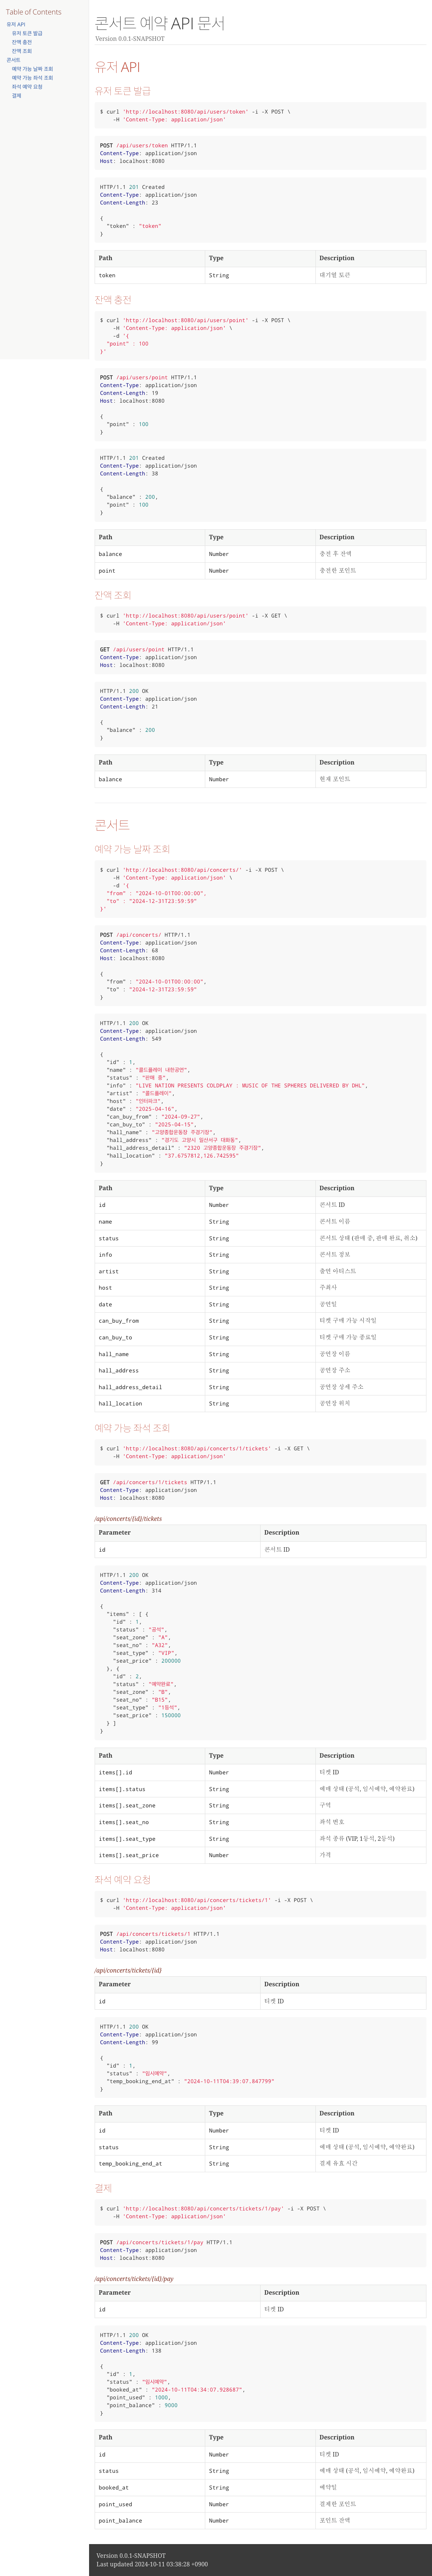 Table of Contents
유저 API
유저 토큰 발급
잔액 충전
잔액 조회
콘서트
예약 가능 날짜 조회
예약 가능 좌석 조회
좌석 예약 요청
결제
콘서트 예약 API 문서
Version 0.0.1-SNAPSHOT
유저 API
유저 토큰 발급
$ curl 'http://localhost:8080/api/users/token' -i -X POST \
-H 'Content-Type: application/json'
POST /api/users/token HTTP/1.1
Content-Type: application/json
Host: localhost:8080
HTTP/1.1 201 Created
Content-Type: application/json
Content-Length: 23
{
"token" : "token"
}
Path Type Description
token String 대기열 토큰
잔액 충전
$ curl 'http://localhost:8080/api/users/point' -i -X POST \
-H 'Content-Type: application/json' \
-d '{
"point" : 100
}'
POST /api/users/point HTTP/1.1
Content-Type: application/json
Content-Length: 19
Host: localhost:8080
{
"point" : 100
}
HTTP/1.1 201 Created
Content-Type: application/json
Content-Length: 38
{
"balance" : 200,
"point" : 100
}
Path Type Description
balance Number 충전 후 잔액
point Number 충전한 포인트
잔액 조회
$ curl 'http://localhost:8080/api/users/point' -i -X GET \
-H 'Content-Type: application/json'
GET /api/users/point HTTP/1.1
Content-Type: application/json
Host: localhost:8080
HTTP/1.1 200 OK
Content-Type: application/json
Content-Length: 21
{
"balance" : 200
}
Path Type Description
balance Number 현재 포인트
콘서트
예약 가능 날짜 조회
$ curl 'http://localhost:8080/api/concerts/' -i -X POST \
-H 'Content-Type: application/json' \
-d '{
"from" : "2024-10-01T00:00:00",
"to" : "2024-12-31T23:59:59"
}'
POST /api/concerts/ HTTP/1.1
Content-Type: application/json
Content-Length: 68
Host: localhost:8080
{
"from" : "2024-10-01T00:00:00",
"to" : "2024-12-31T23:59:59"
}
HTTP/1.1 200 OK
Content-Type: application/json
Content-Length: 549
{
"id" : 1,
"name" : "콜드플레이 내한공연",
"status" : "판매 중",
"info" : "LIVE NATION PRESENTS COLDPLAY : MUSIC OF THE SPHERES DELIVERED BY DHL",
"artist" : "콜드플레이",
"host" : "인터파크",
"date" : "2025-04-16",
"can_buy_from" : "2024-09-27",
"can_buy_to" : "2025-04-15",
"hall_name" : "고양종합운동장 주경기장",
"hall_address" : "경기도 고양시 일산서구 대화동",
"hall_address_detail" : "2320 고양종합운동장 주경기장",
"hall_location" : "37.6757812,126.742595"
}
Path Type Description
id Number 콘서트 ID
name String 콘서트 이름
status String 콘서트 상태 (판매 중, 판매 완료, 취소)
info String 콘서트 정보
artist String 출연 아티스트
host String 주최사
date String 공연일
can_buy_from String 티켓 구매 가능 시작일
can_buy_to String 티켓 구매 가능 종료일
hall_name String 공연장 이름
hall_address String 공연장 주소
hall_address_detail String 공연장 상세 주소
hall_location String 공연장 위치
예약 가능 좌석 조회
$ curl 'http://localhost:8080/api/concerts/1/tickets' -i -X GET \
-H 'Content-Type: application/json'
GET /api/concerts/1/tickets HTTP/1.1
Content-Type: application/json
Host: localhost:8080
/api/concerts/{id}/tickets
Parameter Description
id 콘서트 ID
HTTP/1.1 200 OK
Content-Type: application/json
Content-Length: 314
{
"items" : [ {
"id" : 1,
"status" : "공석",
"seat_zone" : "A",
"seat_no" : "A32",
"seat_type" : "VIP",
"seat_price" : 200000
}, {
"id" : 2,
"status" : "예약완료",
"seat_zone" : "B",
"seat_no" : "B15",
"seat_type" : "1등석",
"seat_price" : 150000
} ]
}
Path Type Description
items[].id Number 티켓 ID
items[].status String 예매 상태 (공석, 임시예약, 예약완료)
items[].seat_zone String 구역
items[].seat_no String 좌석 번호
items[].seat_type String 좌석 종류 (VIP, 1등석, 2등석)
items[].seat_price Number 가격
좌석 예약 요청
$ curl 'http://localhost:8080/api/concerts/tickets/1' -i -X POST \
-H 'Content-Type: application/json'
POST /api/concerts/tickets/1 HTTP/1.1
Content-Type: application/json
Host: localhost:8080
/api/concerts/tickets/{id}
Parameter Description
id 티켓 ID
HTTP/1.1 200 OK
Content-Type: application/json
Content-Length: 99
{
"id" : 1,
"status" : "임시예약",
"temp_booking_end_at" : "2024-10-11T04:39:07.847799"
}
Path Type Description
id Number 티켓 ID
status String 예매 상태 (공석, 임시예약, 예약완료)
temp_booking_end_at String 결제 유효 시간
결제
$ curl 'http://localhost:8080/api/concerts/tickets/1/pay' -i -X POST \
-H 'Content-Type: application/json'
POST /api/concerts/tickets/1/pay HTTP/1.1
Content-Type: application/json
Host: localhost:8080
/api/concerts/tickets/{id}/pay
Parameter Description
id 티켓 ID
HTTP/1.1 200 OK
Content-Type: application/json
Content-Length: 138
{
"id" : 1,
"status" : "임시예약",
"booked_at" : "2024-10-11T04:34:07.928687",
"point_used" : 1000,
"point_balance" : 9000
}
Path Type Description
id Number 티켓 ID
status String 예매 상태 (공석, 임시예약, 예약완료)
booked_at String 예약일
point_used Number 결제한 포인트
point_balance Number 포인트 잔액
Version 0.0.1-SNAPSHOT
Last updated 2024-10-11 03:38:28 +0900